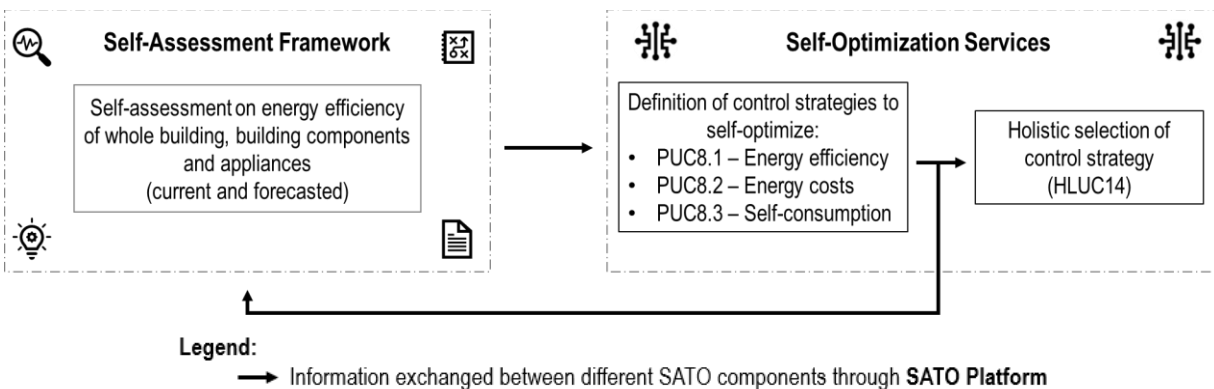 Self-Assessment Framework
Self-assessment on energy efficiency
of whole building, building components
and appliances
(current and forecasted)
Self-Optimization Services
Definition of control strategies to
self-optimize:
• PUC8.1 – Energy efficiency
• PUC8.2 – Energy costs
• PUC8.3 – Self-consumption
Holistic selection of
control strategy
(HLUC14)
Legend:
Information exchanged between different SATO components through SATO Platform